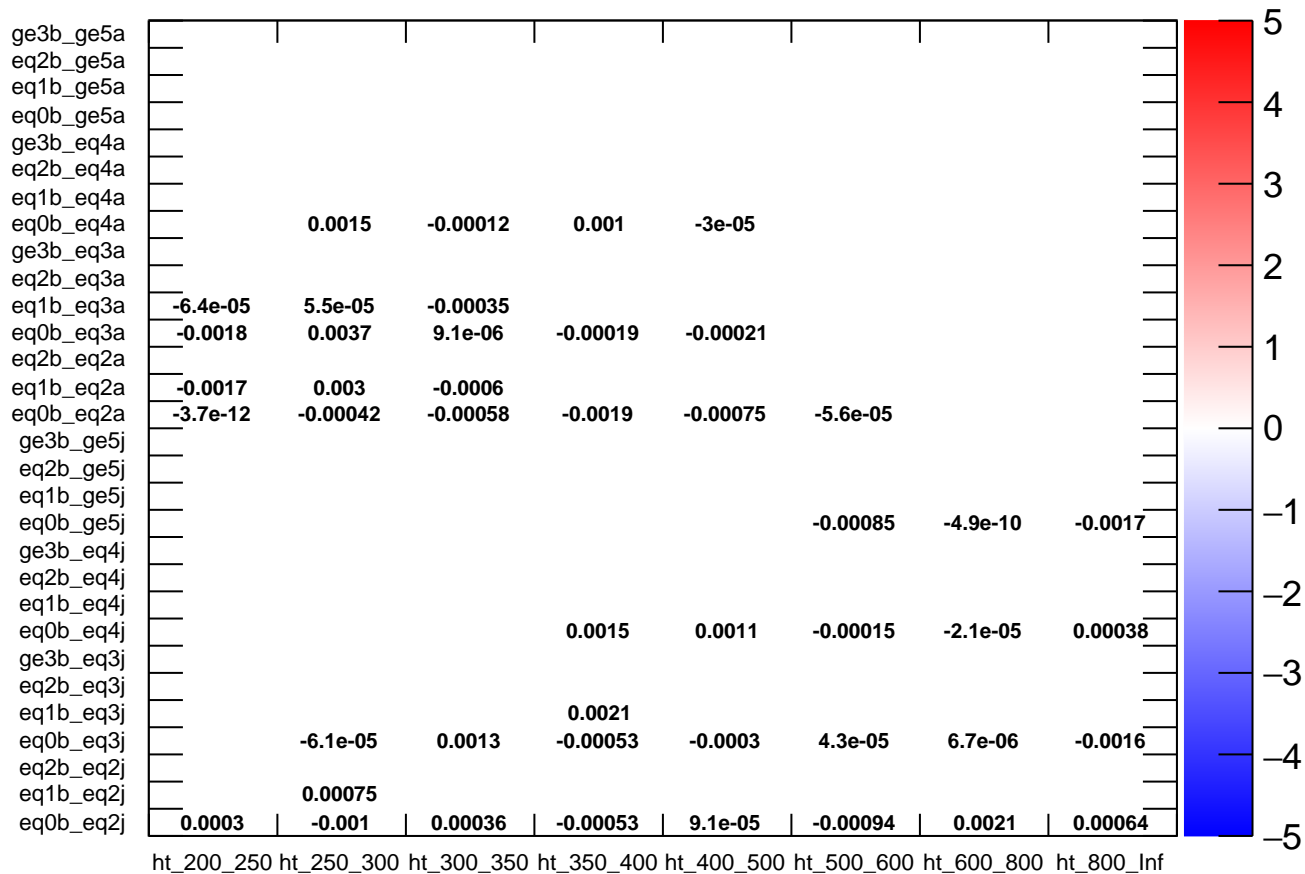 ge3b_ge5a
eq2b_ge5a
eq1b_ge5a
eq0b_ge5a
ge3b_eq4a
eq2b_eq4a
eq1b_eq4a
eq0b_eq4a 0.0015 -0.00012 0.001 -3e-05
ge3b_eq3a
eq2b_eq3a
eq1b_eq3a -6.4e-05 5.5e-05 -0.00035
eq0b_eq3a -0.0018 0.0037 9.1e-06 -0.00019 -0.00021
eq2b_eq2a
eq1b_eq2a -0.0017 0.003 -0.0006
eq0b_eq2a -3.7e-12 -0.00042 -0.00058 -0.0019 -0.00075 -5.6e-05
ge3b_ge5j
eq2b_ge5j
eq1b_ge5j
eq0b_ge5j -0.00085 -4.9e-10 -0.0017
ge3b_eq4j
eq2b_eq4j
eq1b_eq4j
eq0b_eq4j 0.0015 0.0011 -0.00015 -2.1e-05 0.00038
ge3b_eq3j
eq2b_eq3j
eq1b_eq3j 0.0021
eq0b_eq3j -6.1e-05 0.0013 -0.00053 -0.0003 4.3e-05 6.7e-06 -0.0016
eq2b_eq2j
eq1b_eq2j 0.00075
eq0b_eq2j 0.0003 -0.001 0.00036 -0.00053 9.1e-05 -0.00094 0.0021 0.00064
ht_200_250 ht_250_300 ht_300_350 ht_350_400 ht_400_500 ht_500_600 ht_600_800 ht_800_Inf
5
4
3
2
1
0
−1
−2
−3
−4
−5